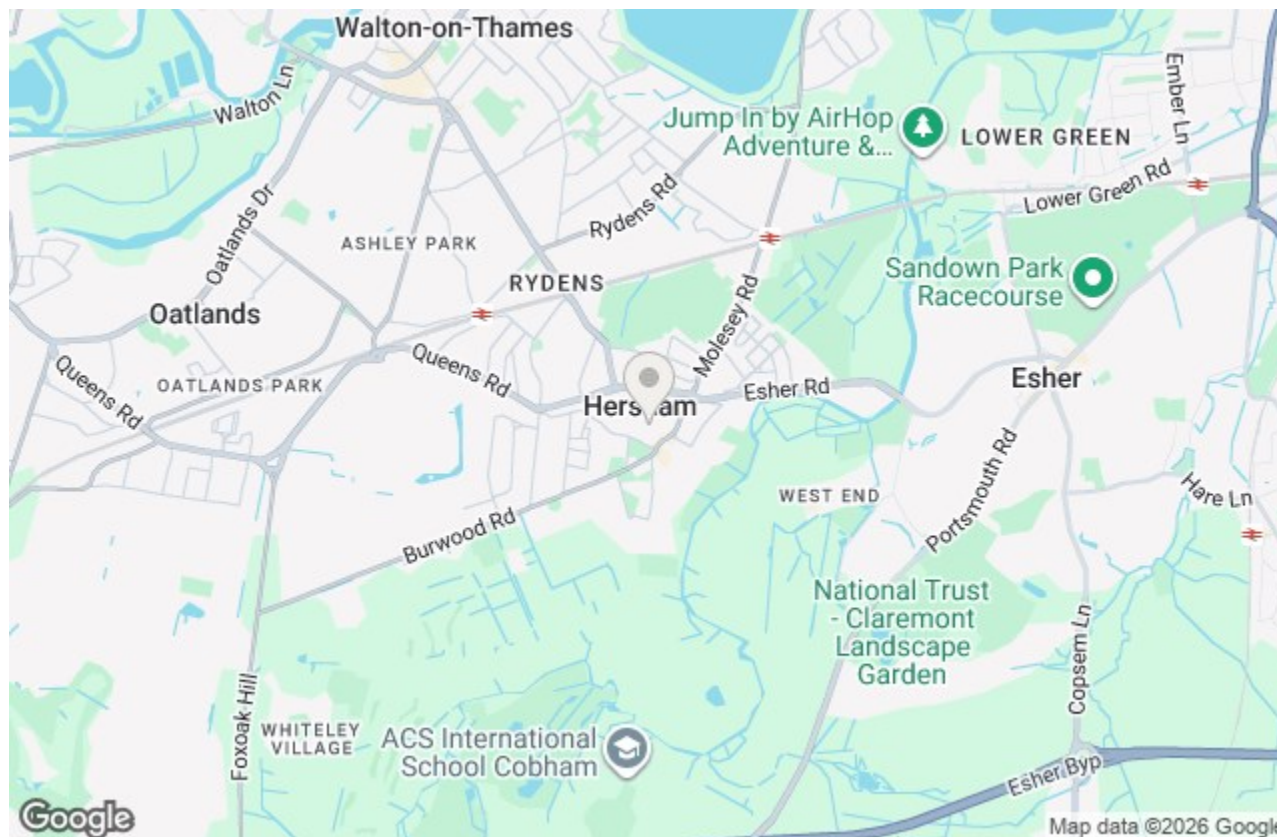 Walton-on-Thames
Walton Ln
Ember Ln
Jump In by AirHop
Adventure &...
LOWER GREEN
Lower Green Rd
Rydens Rd
Oatlands Dr
ASHLEY PARK
RYDENS
Sandown Park
Racecourse
Oatlands
Molesey Rd
Queens Rd
Queens Rd
OATLANDS PARK
Hersham
Esher Rd
Esher
Portsmouth Rd
WEST END
Hare Ln
Burwood Rd
National Trust
- Claremont
Landscape
Garden
Copsem Ln
Foxoak Hill
WHITELEY
VILLAGE
ACS International
School Cobham
Esher Byp
Google
Map data ©2026 Google